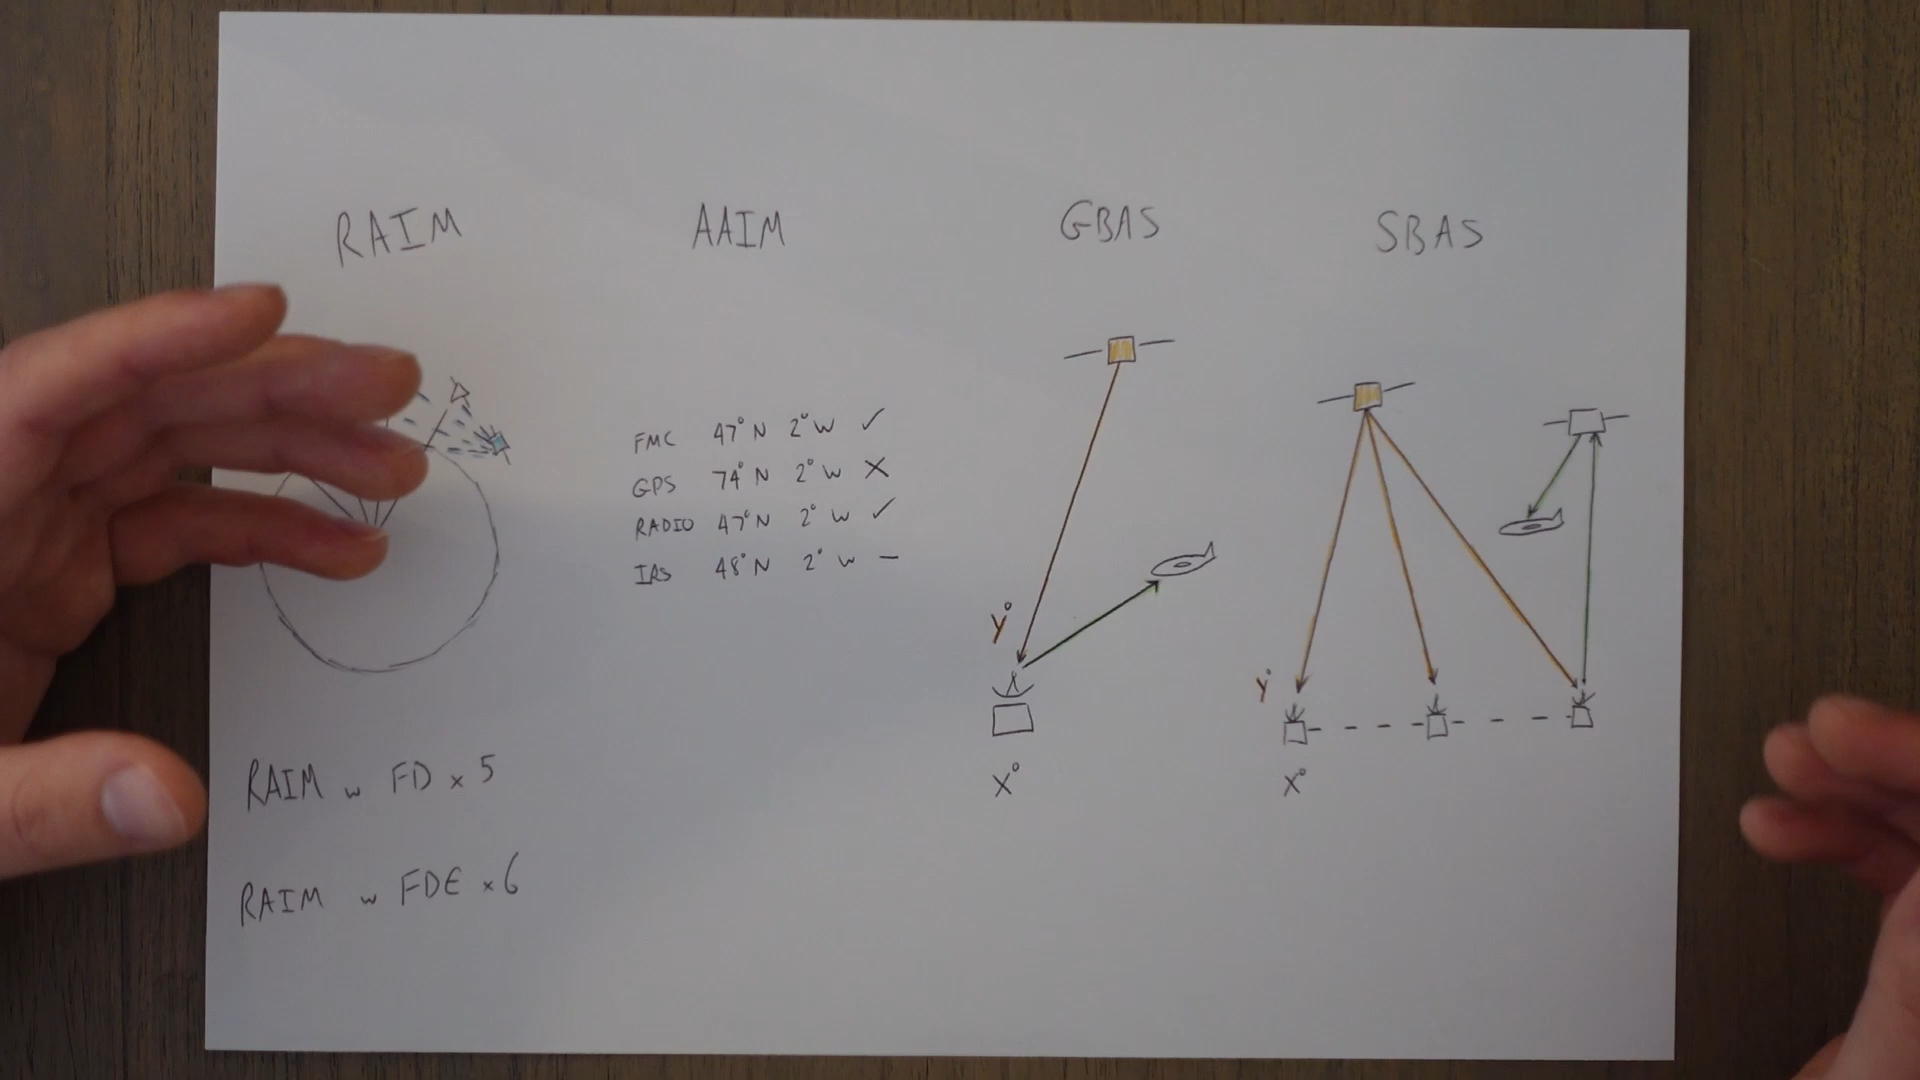 RAIM
AAIM
GBAS
SBAS
FMC 47° N 2° W ✓
GPS 74° N 2° W X
RADIO 47° N 2° W ✓
IRS 48° N 2° W –
Y°
X°
Y°
X°
RAIM w FD x 5
RAIM w FDE x 6